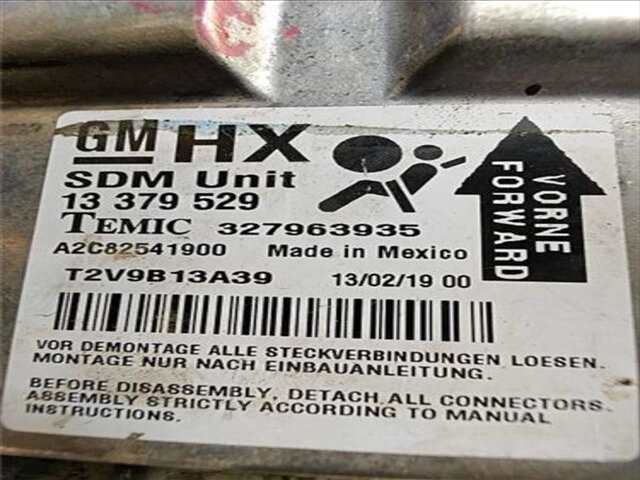 GM HX
SDM Unit
13 379 529
TEMIC 327963935
A2C82541900 Made in Mexico
T2V9B13A39 13/02/19 00
VORNE
FORWARD
VOR DEMONTAGE ALLE STECKVERBINDUNGEN LOESEN.
MONTAGE NUR NACH EINBAUANLEITUNG.
BEFORE DISASSEMBLY, DETACH ALL CONNECTORS.
ASSEMBLY STRICTLY ACCORDING TO MANUAL
INSTRUCTIONS.